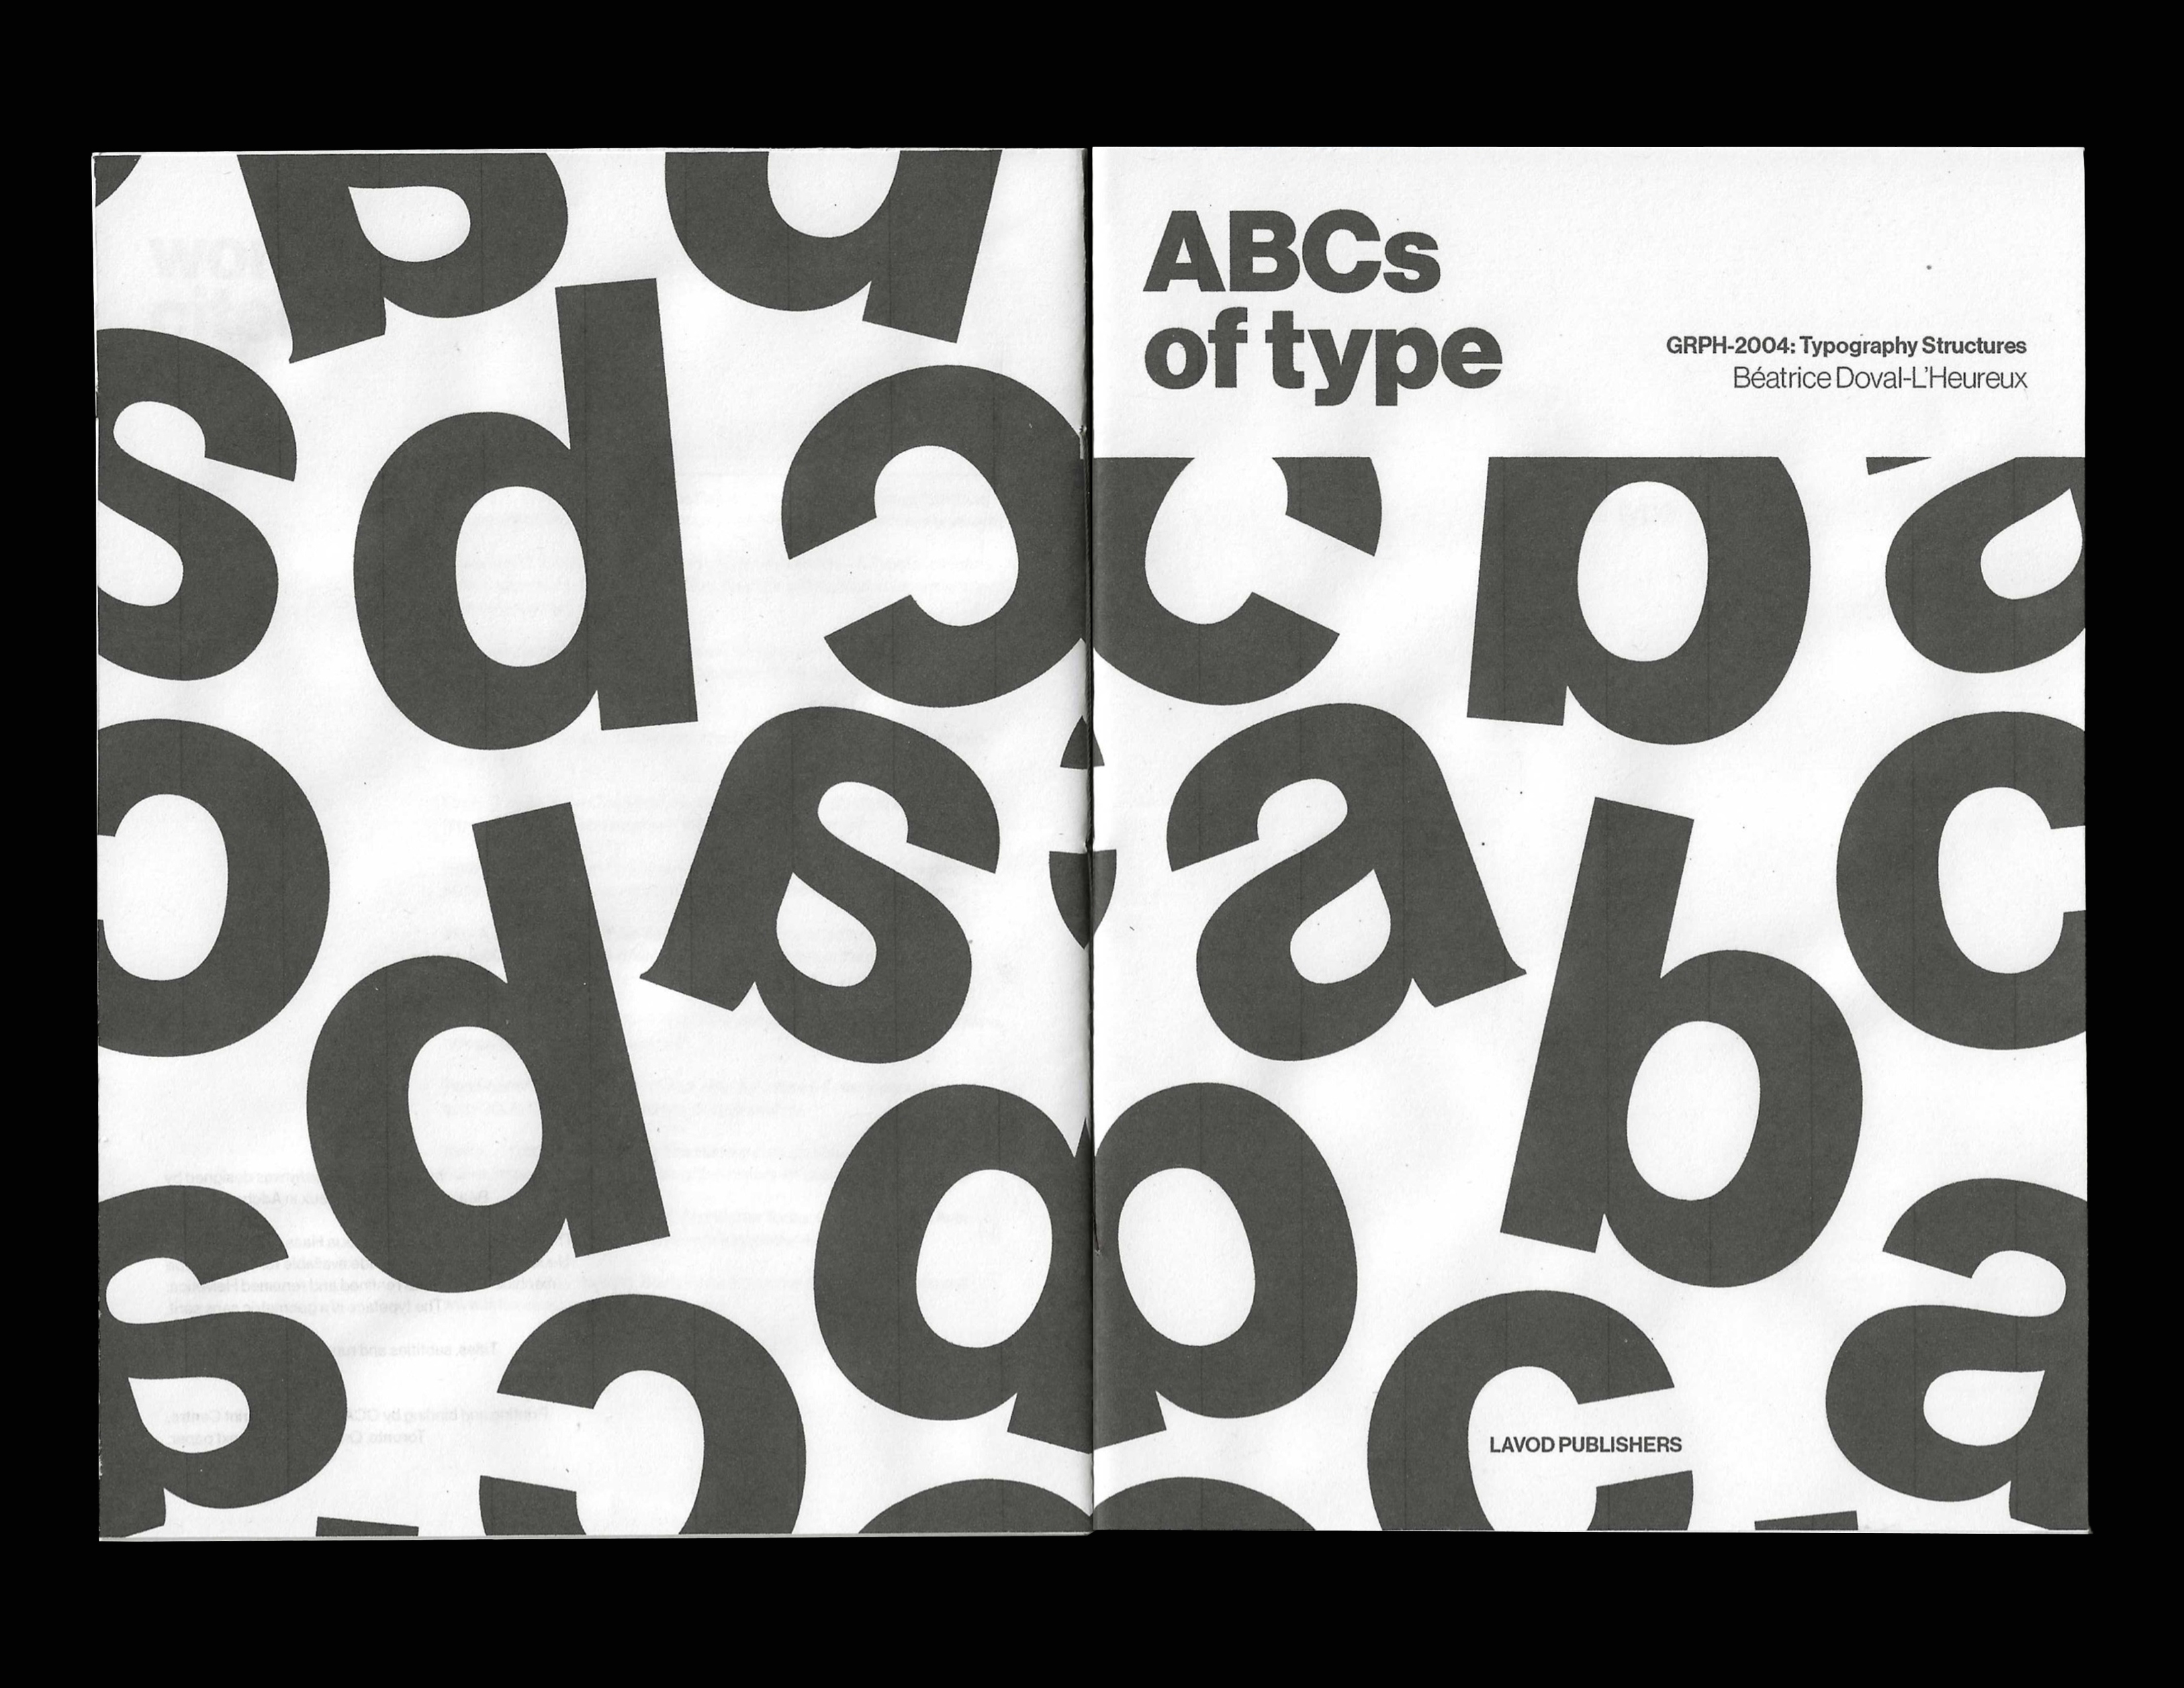 ABCs
of type
GRPH-2004: Typography Structures
Béatrice Doval-L'Heureux
a b c
LAVOD PUBLISHERS